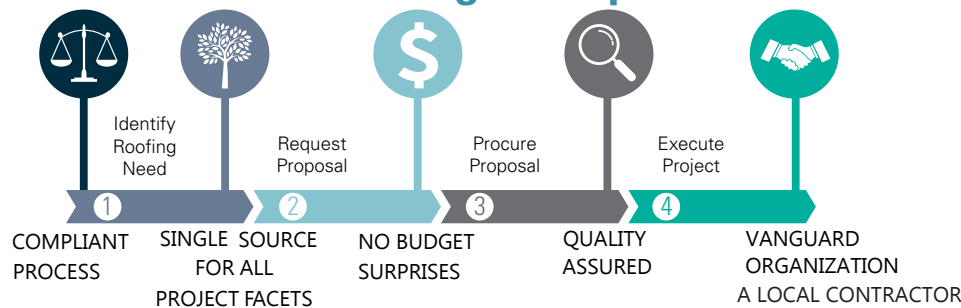 Identify
Roofing
Need
Request
Proposal
Procure
Proposal
Execute
Project
1
2
3
4
COMPLIANT
PROCESS
SINGLE SOURCE
FOR ALL
PROJECT FACETS
NO BUDGET
SURPRISES
QUALITY
ASSURED
VANGUARD
ORGANIZATION
A LOCAL CONTRACTOR